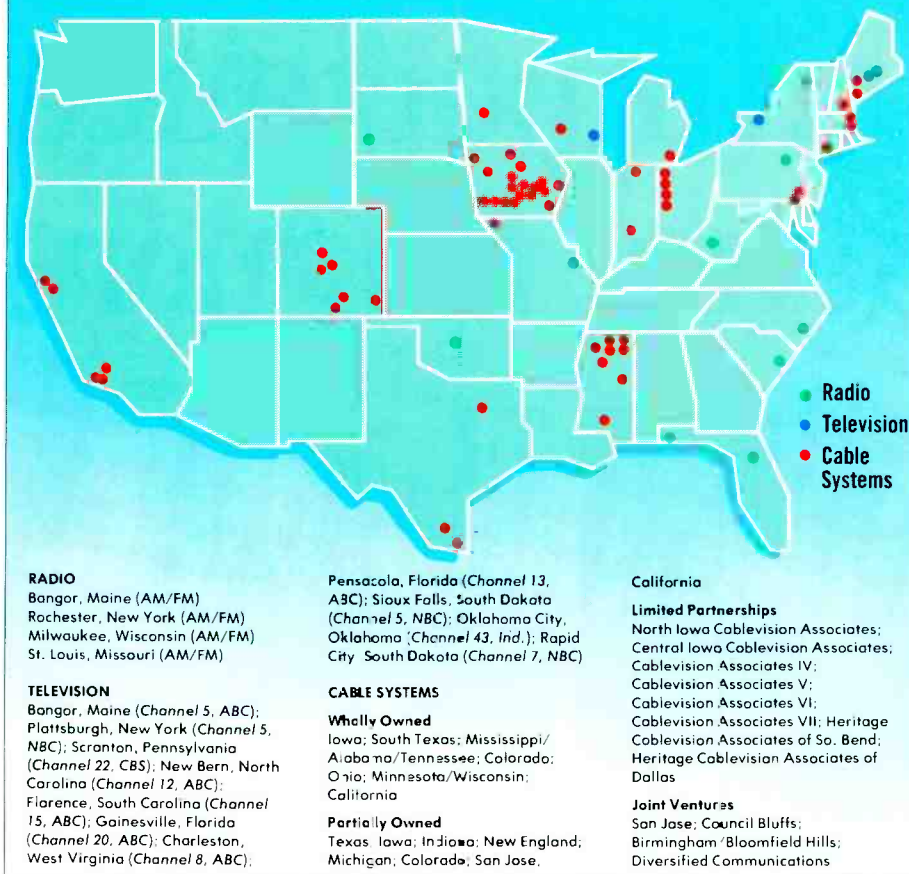 Radio
Television
Cable
Systems
RADIO
Bangor, Maine (AM/FM)
Rochester, New York (AM/FM)
Milwaukee, Wisconsin (AM/FM)
St. Louis, Missouri (AM/FM)
TELEVISION
Bangor, Maine (Channel 5, ABC);
Plattsburgh, New York (Channel 5,
NBC); Scranton, Pennsylvania
(Channel 22, CBS); New Bern, North
Carolina (Channel 12, ABC);
Florence, South Carolina (Channel
15, ABC); Gainesville, Florida
(Channel 20, ABC); Charleston,
West Virginia (Channel 8, ABC);
Pensacola, Florida (Channel 13,
ABC); Sioux Falls, South Dakota
(Channel 5, NBC); Oklahoma City,
Oklahoma (Channel 43, Ind.); Rapid
City South Dakota (Channel 7, NBC)
CABLE SYSTEMS
Wholly Owned
Iowa; South Texas; Mississippi/
Alabama/Tennessee; Colorado;
Ohio; Minnesota/Wisconsin;
California
Partially Owned
Texas Iowa; Indiana; New England;
Michigan; Colorado; San Jose,
California
Limited Partnerships
North Iowa Cablevision Associates;
Central Iowa Cablevision Associates;
Cablevision Associates IV;
Cablevision Associates V;
Cablevision Associates VI;
Cablevision Associates VII; Heritage
Cablevision Associates of So. Bend;
Heritage Cablevision Associates of
Dallas
Joint Ventures
San Jose; Council Bluffs;
Birmingham/Bloomfield Hills;
Diversified Communications